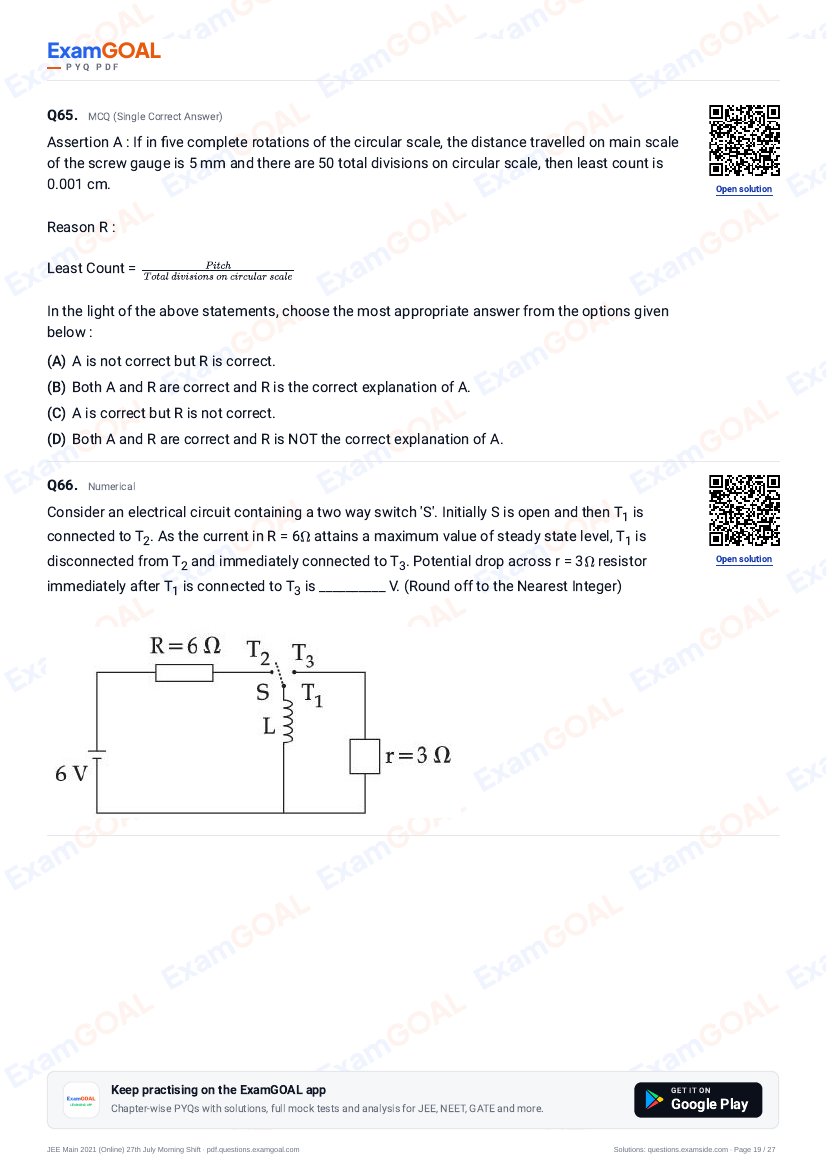 ExamGOAL
PYQ PDF
Q65. MCQ (Single Correct Answer)
Assertion A : If in five complete rotations of the circular scale, the distance travelled on main scale
of the screw gauge is 5 mm and there are 50 total divisions on circular scale, then least count is
0.001 cm.
Open solution
Reason R :
Least Count = Pitch / Total divisions on circular scale
In the light of the above statements, choose the most appropriate answer from the options given
below :
(A) A is not correct but R is correct.
(B) Both A and R are correct and R is the correct explanation of A.
(C) A is correct but R is not correct.
(D) Both A and R are correct and R is NOT the correct explanation of A.
Q66. Numerical
Consider an electrical circuit containing a two way switch 'S'. Initially S is open and then T₁ is
connected to T₂. As the current in R = 6Ω attains a maximum value of steady state level, T₁ is
disconnected from T₂ and immediately connected to T₃. Potential drop across r = 3Ω resistor
immediately after T₁ is connected to T₃ is __________ V. (Round off to the Nearest Integer)
Open solution
R=6 Ω T₂ T₃
S T₁
L
r=3 Ω
6 V
Keep practising on the ExamGOAL app
Chapter-wise PYQs with solutions, full mock tests and analysis for JEE, NEET, GATE and more.
GET IT ON
Google Play
JEE Main 2021 (Online) 27th July Morning Shift · pdf.questions.examgoal.com
Solutions: questions.examside.com · Page 19 / 27